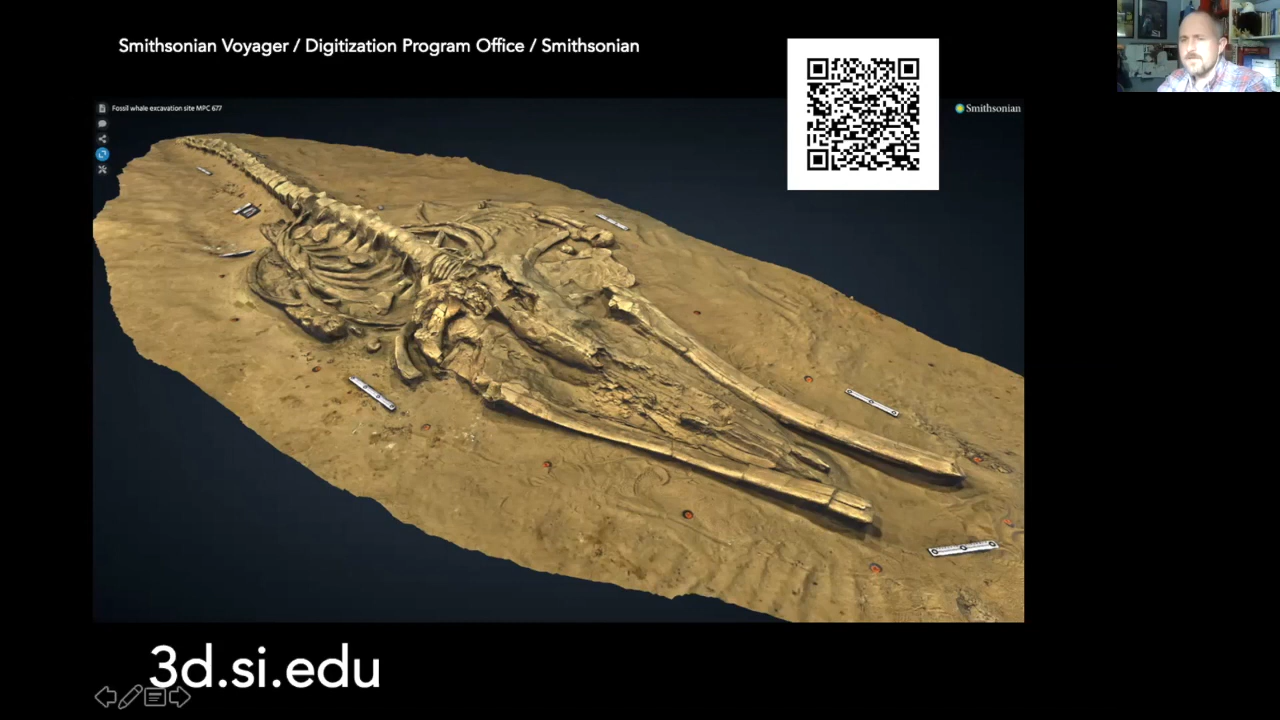 Smithsonian Voyager / Digitization Program Office / Smithsonian
Fossil whale excavation site MPC 677
Smithsonian
3d.si.edu